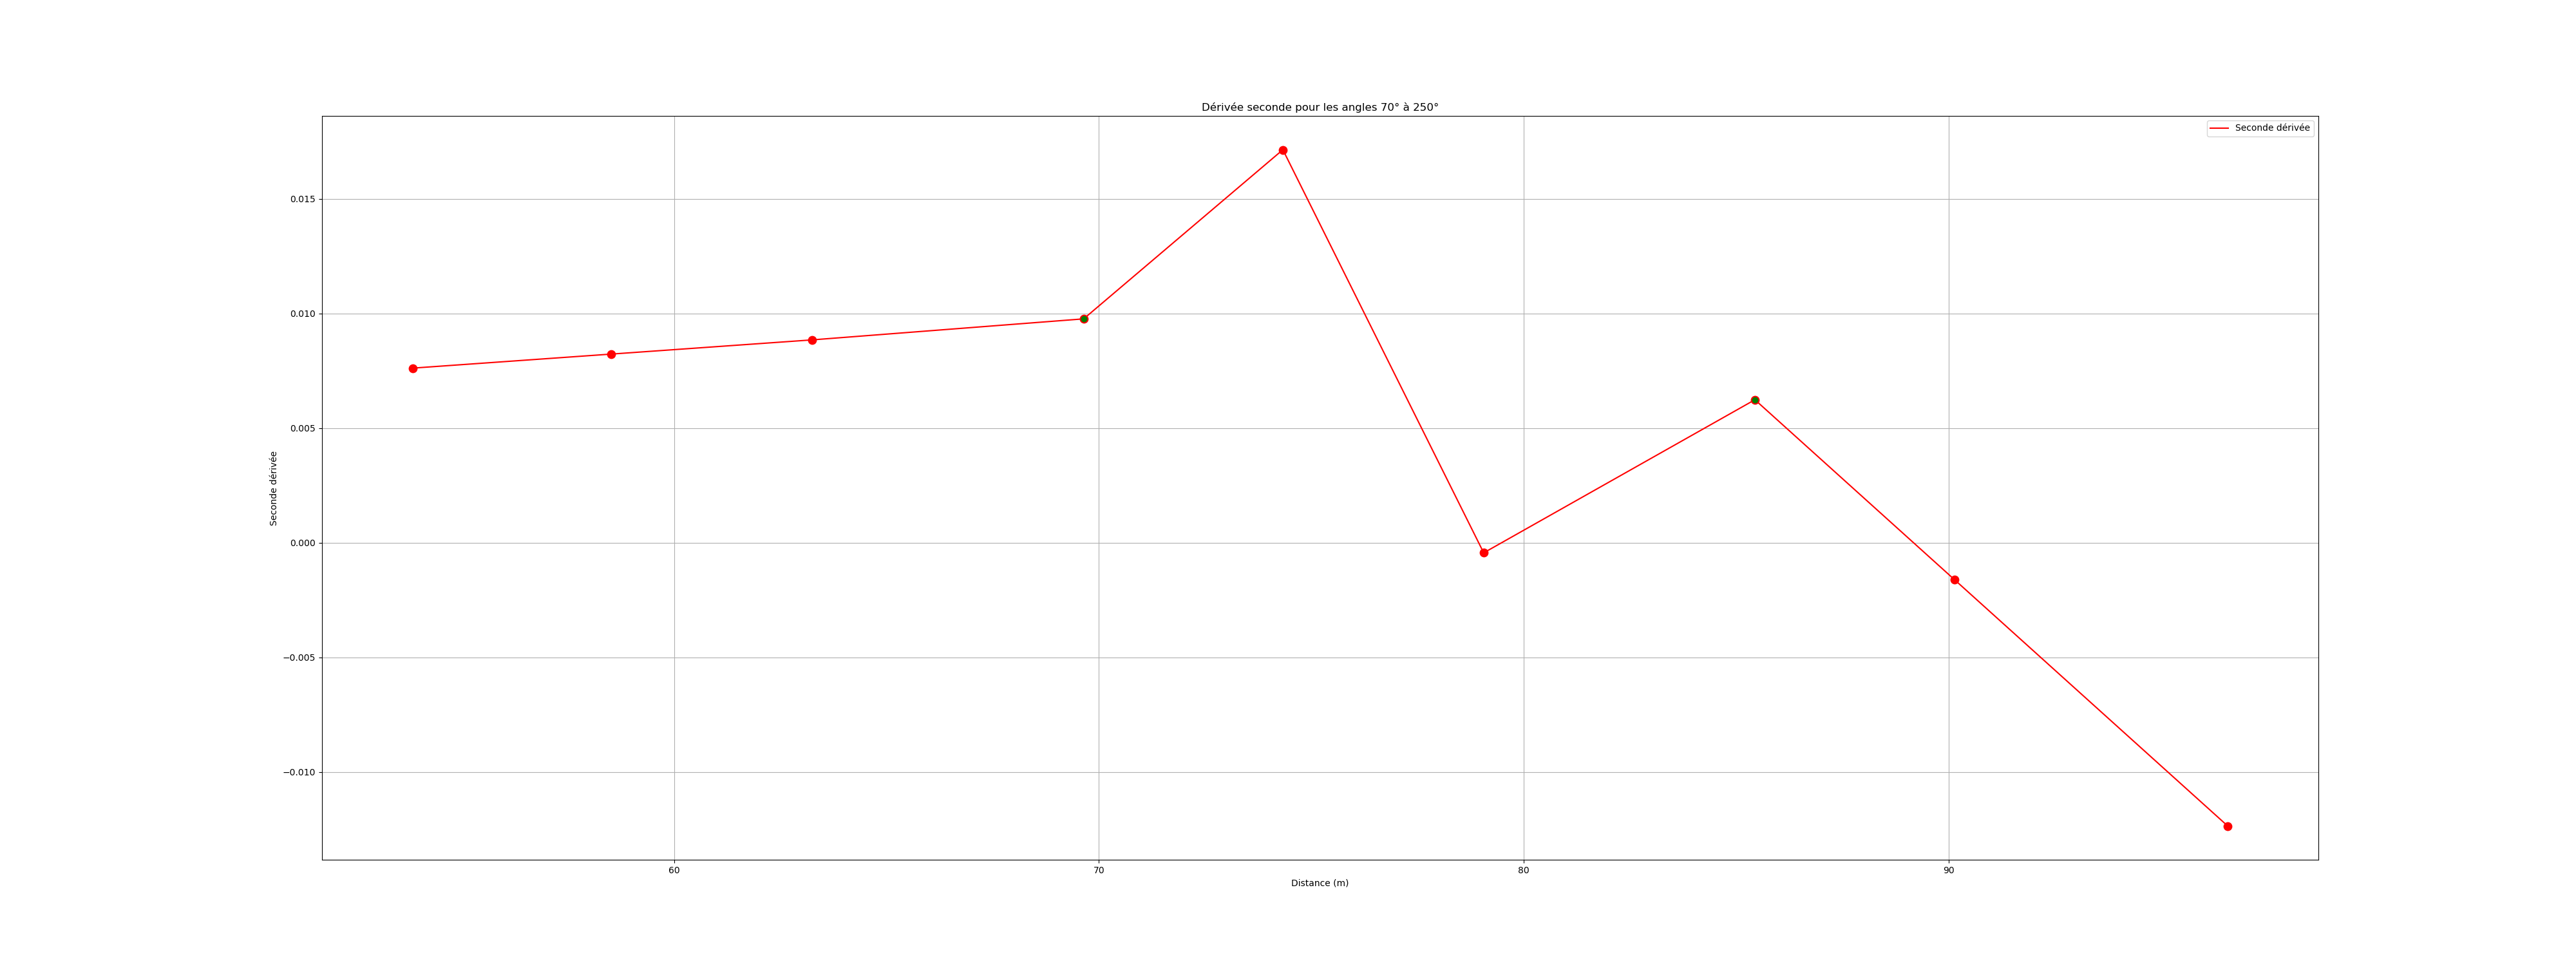 Dérivée seconde pour les angles 70° à 250°
Seconde dérivée
0.015
0.010
0.005
0.000
−0.005
−0.010
Seconde dérivée
60
70
80
90
Distance (m)